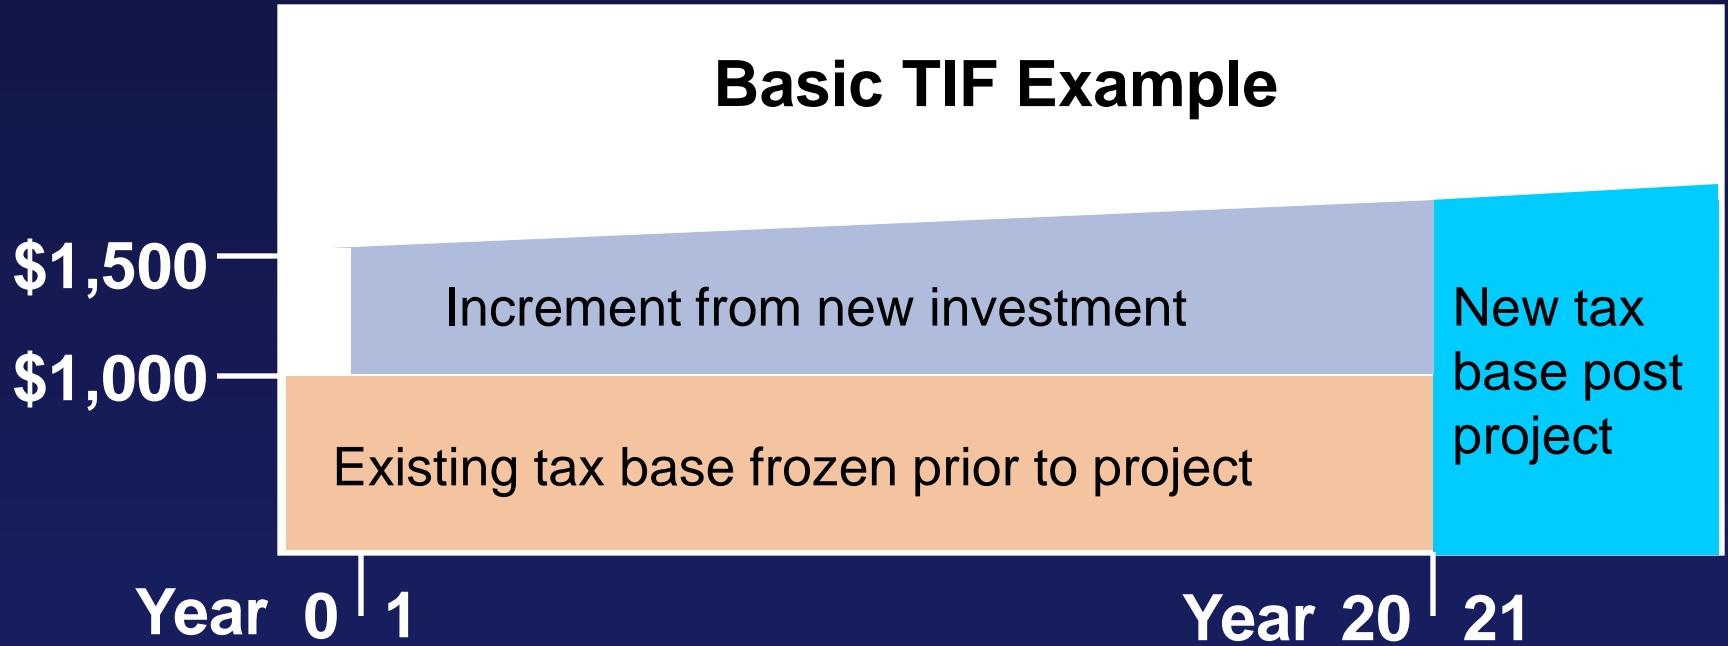 Basic TIF Example
$1,500
Increment from new investment
New tax
base post
project
$1,000
Existing tax base frozen prior to project
Year 0 1
Year 20 21